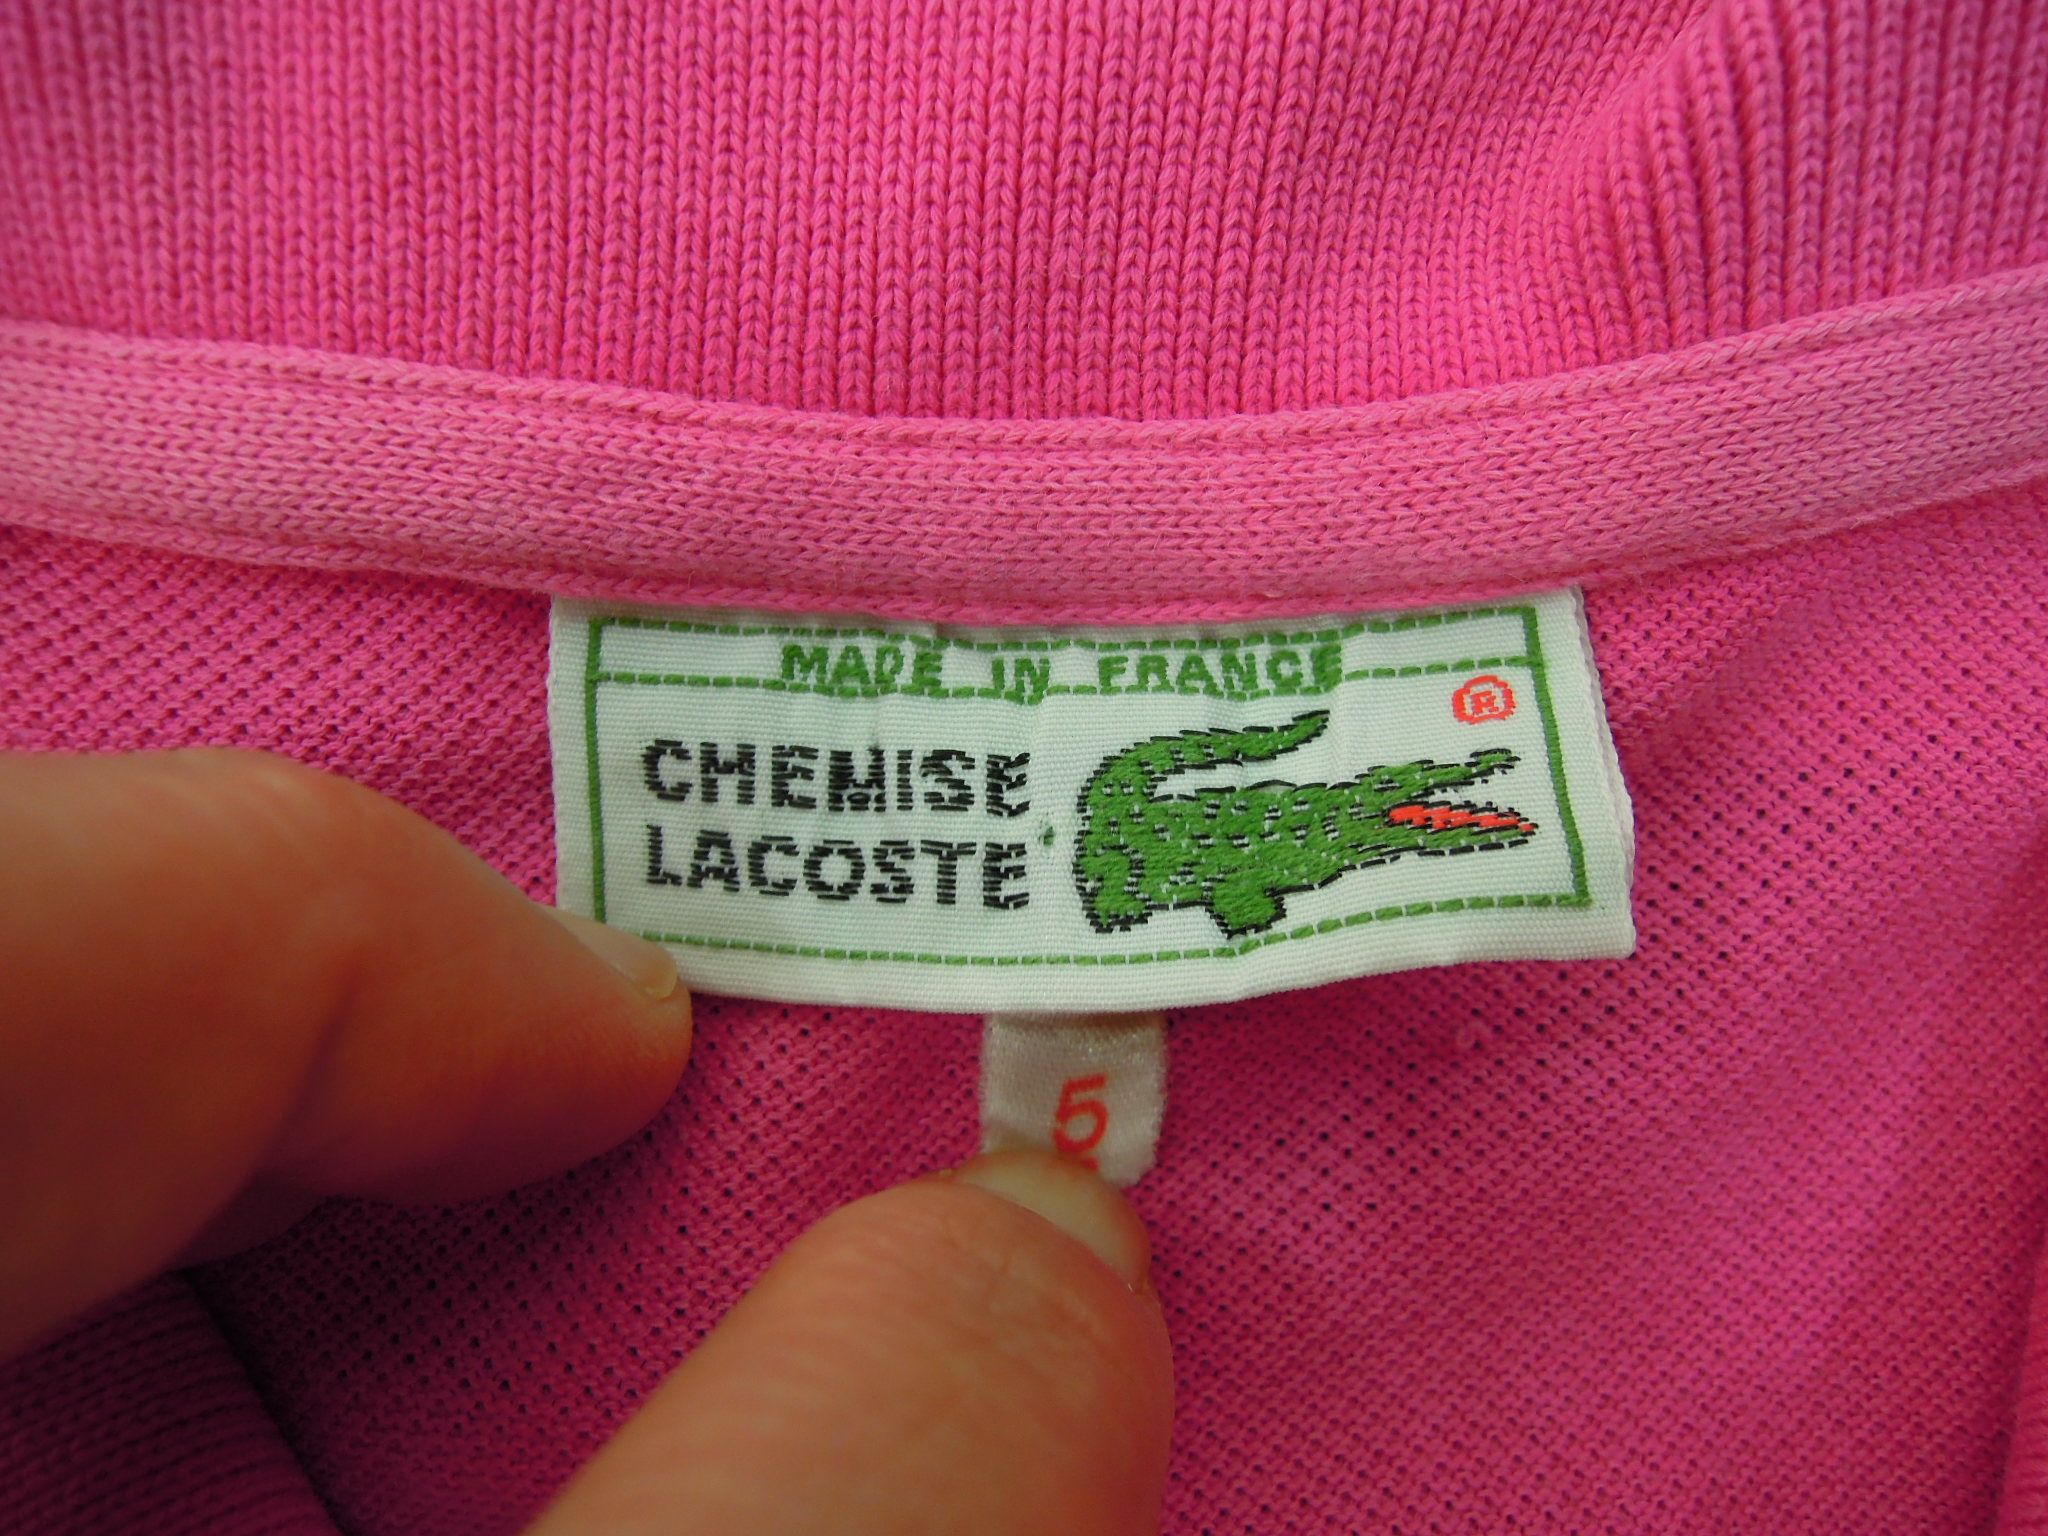 MADE IN FRANCE
®
CHEMISE
LACOSTE
5